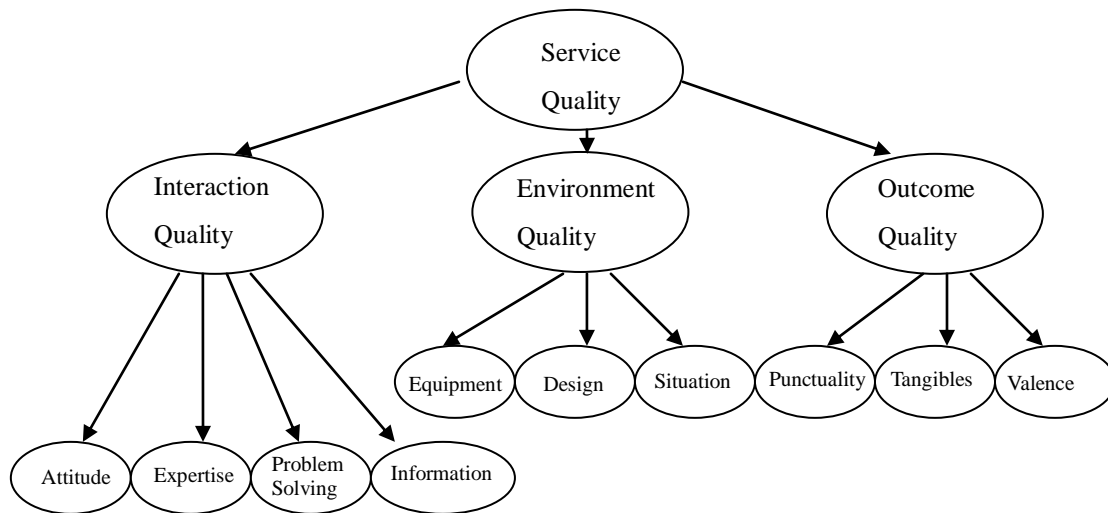 Service
Quality
Interaction
Quality
Environment
Quality
Outcome
Quality
Equipment
Design
Situation
Punctuality
Tangibles
Valence
Attitude
Expertise
Problem
Solving
Information